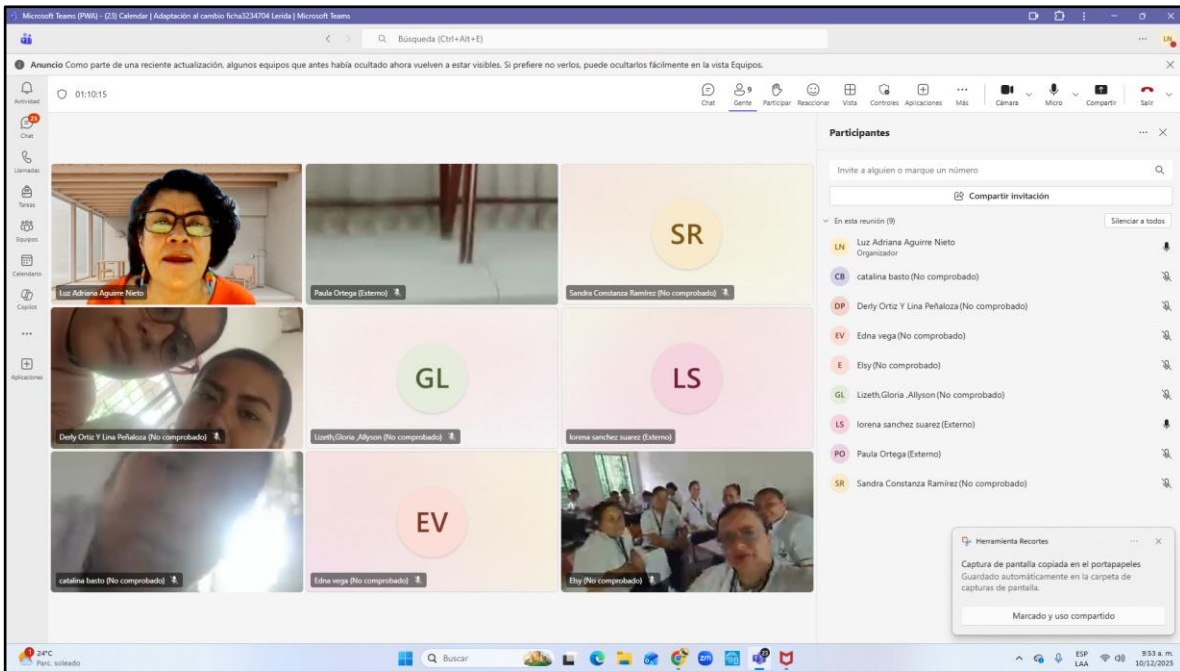 Microsoft Teams (PWA) - (23) Calendar | Adaptación al cambio ficha3234704 Lerida | Microsoft Teams
Búsqueda (Ctrl+Alt+E)
LN
Anuncio Como parte de una reciente actualización, algunos equipos que antes había ocultado ahora vuelven a estar visibles. Si prefiere no verlos, puede ocultarlos fácilmente en la vista Equipos.
Actividad
23
Chat
Llamadas
Tareas
Equipos
Calendario
Copilot
Aplicaciones
01:10:15
Chat
9
Gente
Participar
Reaccionar
Vista
Controles
Aplicaciones
Más
Cámara
Micro
Compartir
Salir
Luz Adriana Aguirre Nieto
Paula Ortega (Externo)
SR
Sandra Constanza Ramírez (No comprobado)
Derly Ortiz Y Lina Peñaloza (No comprobado)
GL
Lizeth,Gloria ,Allyson (No comprobado)
LS
lorena sanchez suarez (Externo)
catalina basto (No comprobado)
EV
Edna vega (No comprobado)
Elsy (No comprobado)
Participantes
Invite a alguien o marque un número
Compartir invitación
En esta reunión (9)
Silenciar a todos
LN
Luz Adriana Aguirre Nieto
Organizador
CB
catalina basto (No comprobado)
DP
Derly Ortiz Y Lina Peñaloza (No comprobado)
EV
Edna vega (No comprobado)
E
Elsy (No comprobado)
GL
Lizeth,Gloria ,Allyson (No comprobado)
LS
lorena sanchez suarez (Externo)
PO
Paula Ortega (Externo)
SR
Sandra Constanza Ramírez (No comprobado)
Herramienta Recortes
Captura de pantalla copiada en el portapapeles
Guardado automáticamente en la carpeta de
capturas de pantalla.
Marcado y uso compartido
1
24°C
Parc. soleado
Buscar
ESP
LAA
9:53 a. m.
10/12/2025